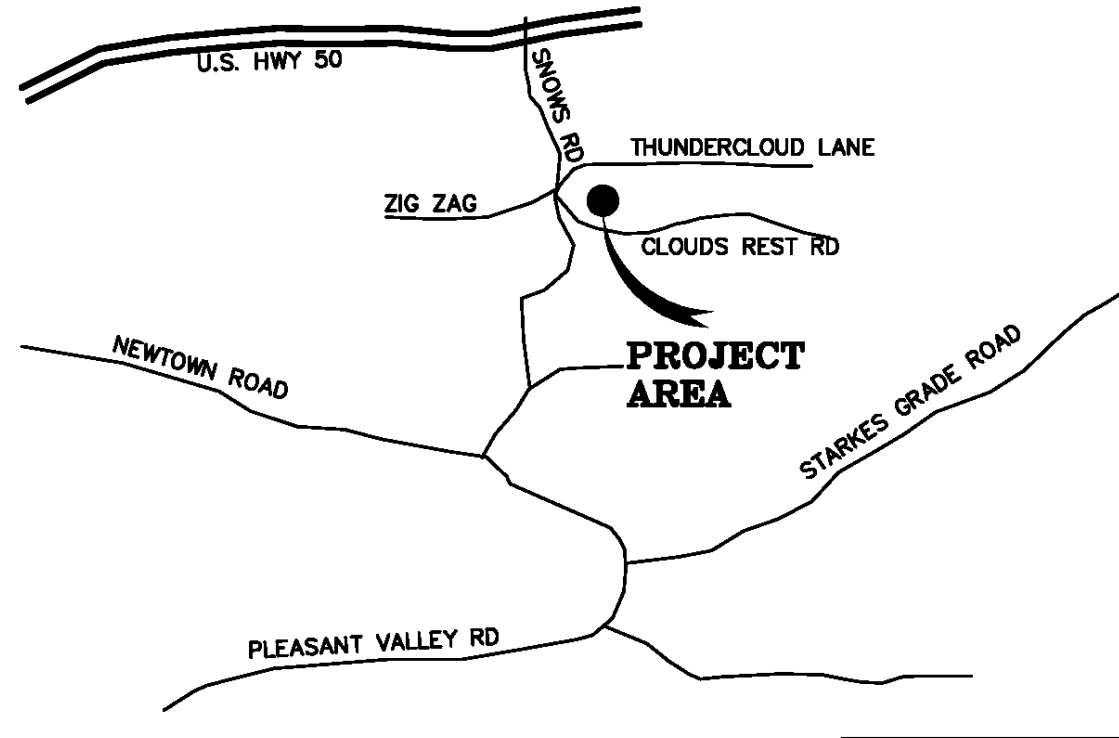 U.S. HWY 50
SNOWS RD
THUNDERCLOUD LANE
ZIG ZAG
CLOUDS REST RD
PROJECT
AREA
NEWTOWN ROAD
STARKES GRADE ROAD
PLEASANT VALLEY RD